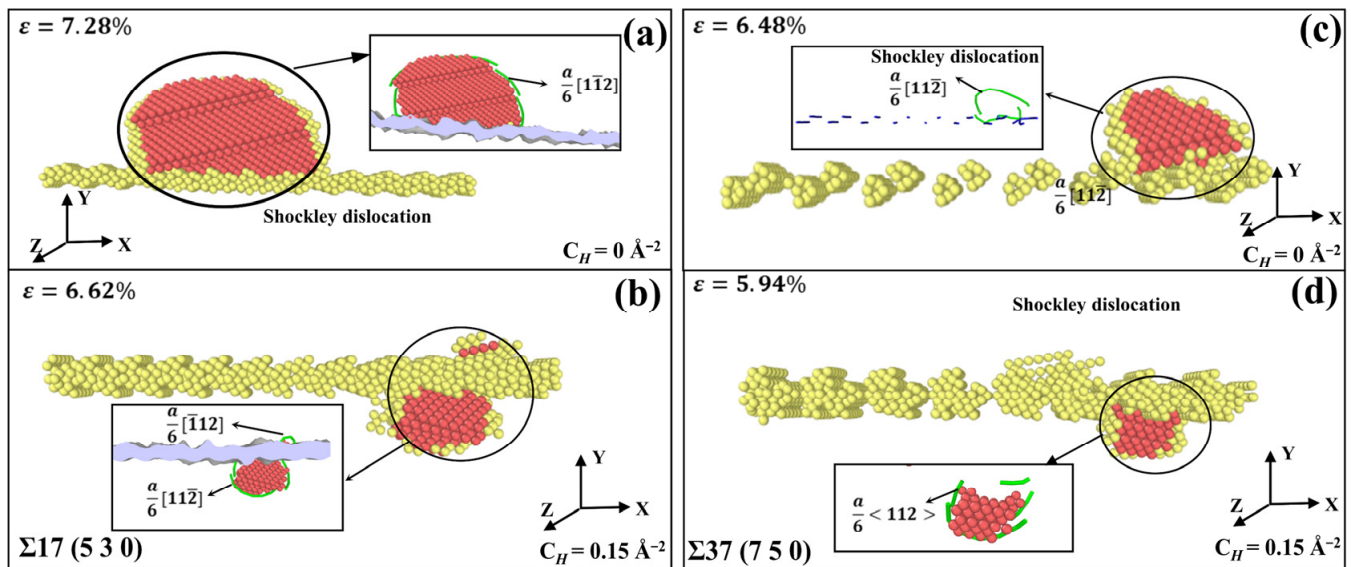 ε = 7.28%
(a)
a/6 [11̅2]
Shockley dislocation
Y
Z
X
C_H = 0 Å⁻²
ε = 6.62%
(b)
a/6 [1̅12]
a/6 [112̅]
Y
Z
X
Σ17 (5 3 0)
C_H = 0.15 Å⁻²
ε = 6.48%
(c)
Shockley dislocation
a/6 [112̅]
a/6 [112̅]
Y
Z
X
C_H = 0 Å⁻²
ε = 5.94%
(d)
Shockley dislocation
a/6 < 112 >
Y
Z
X
Σ37 (7 5 0)
C_H = 0.15 Å⁻²